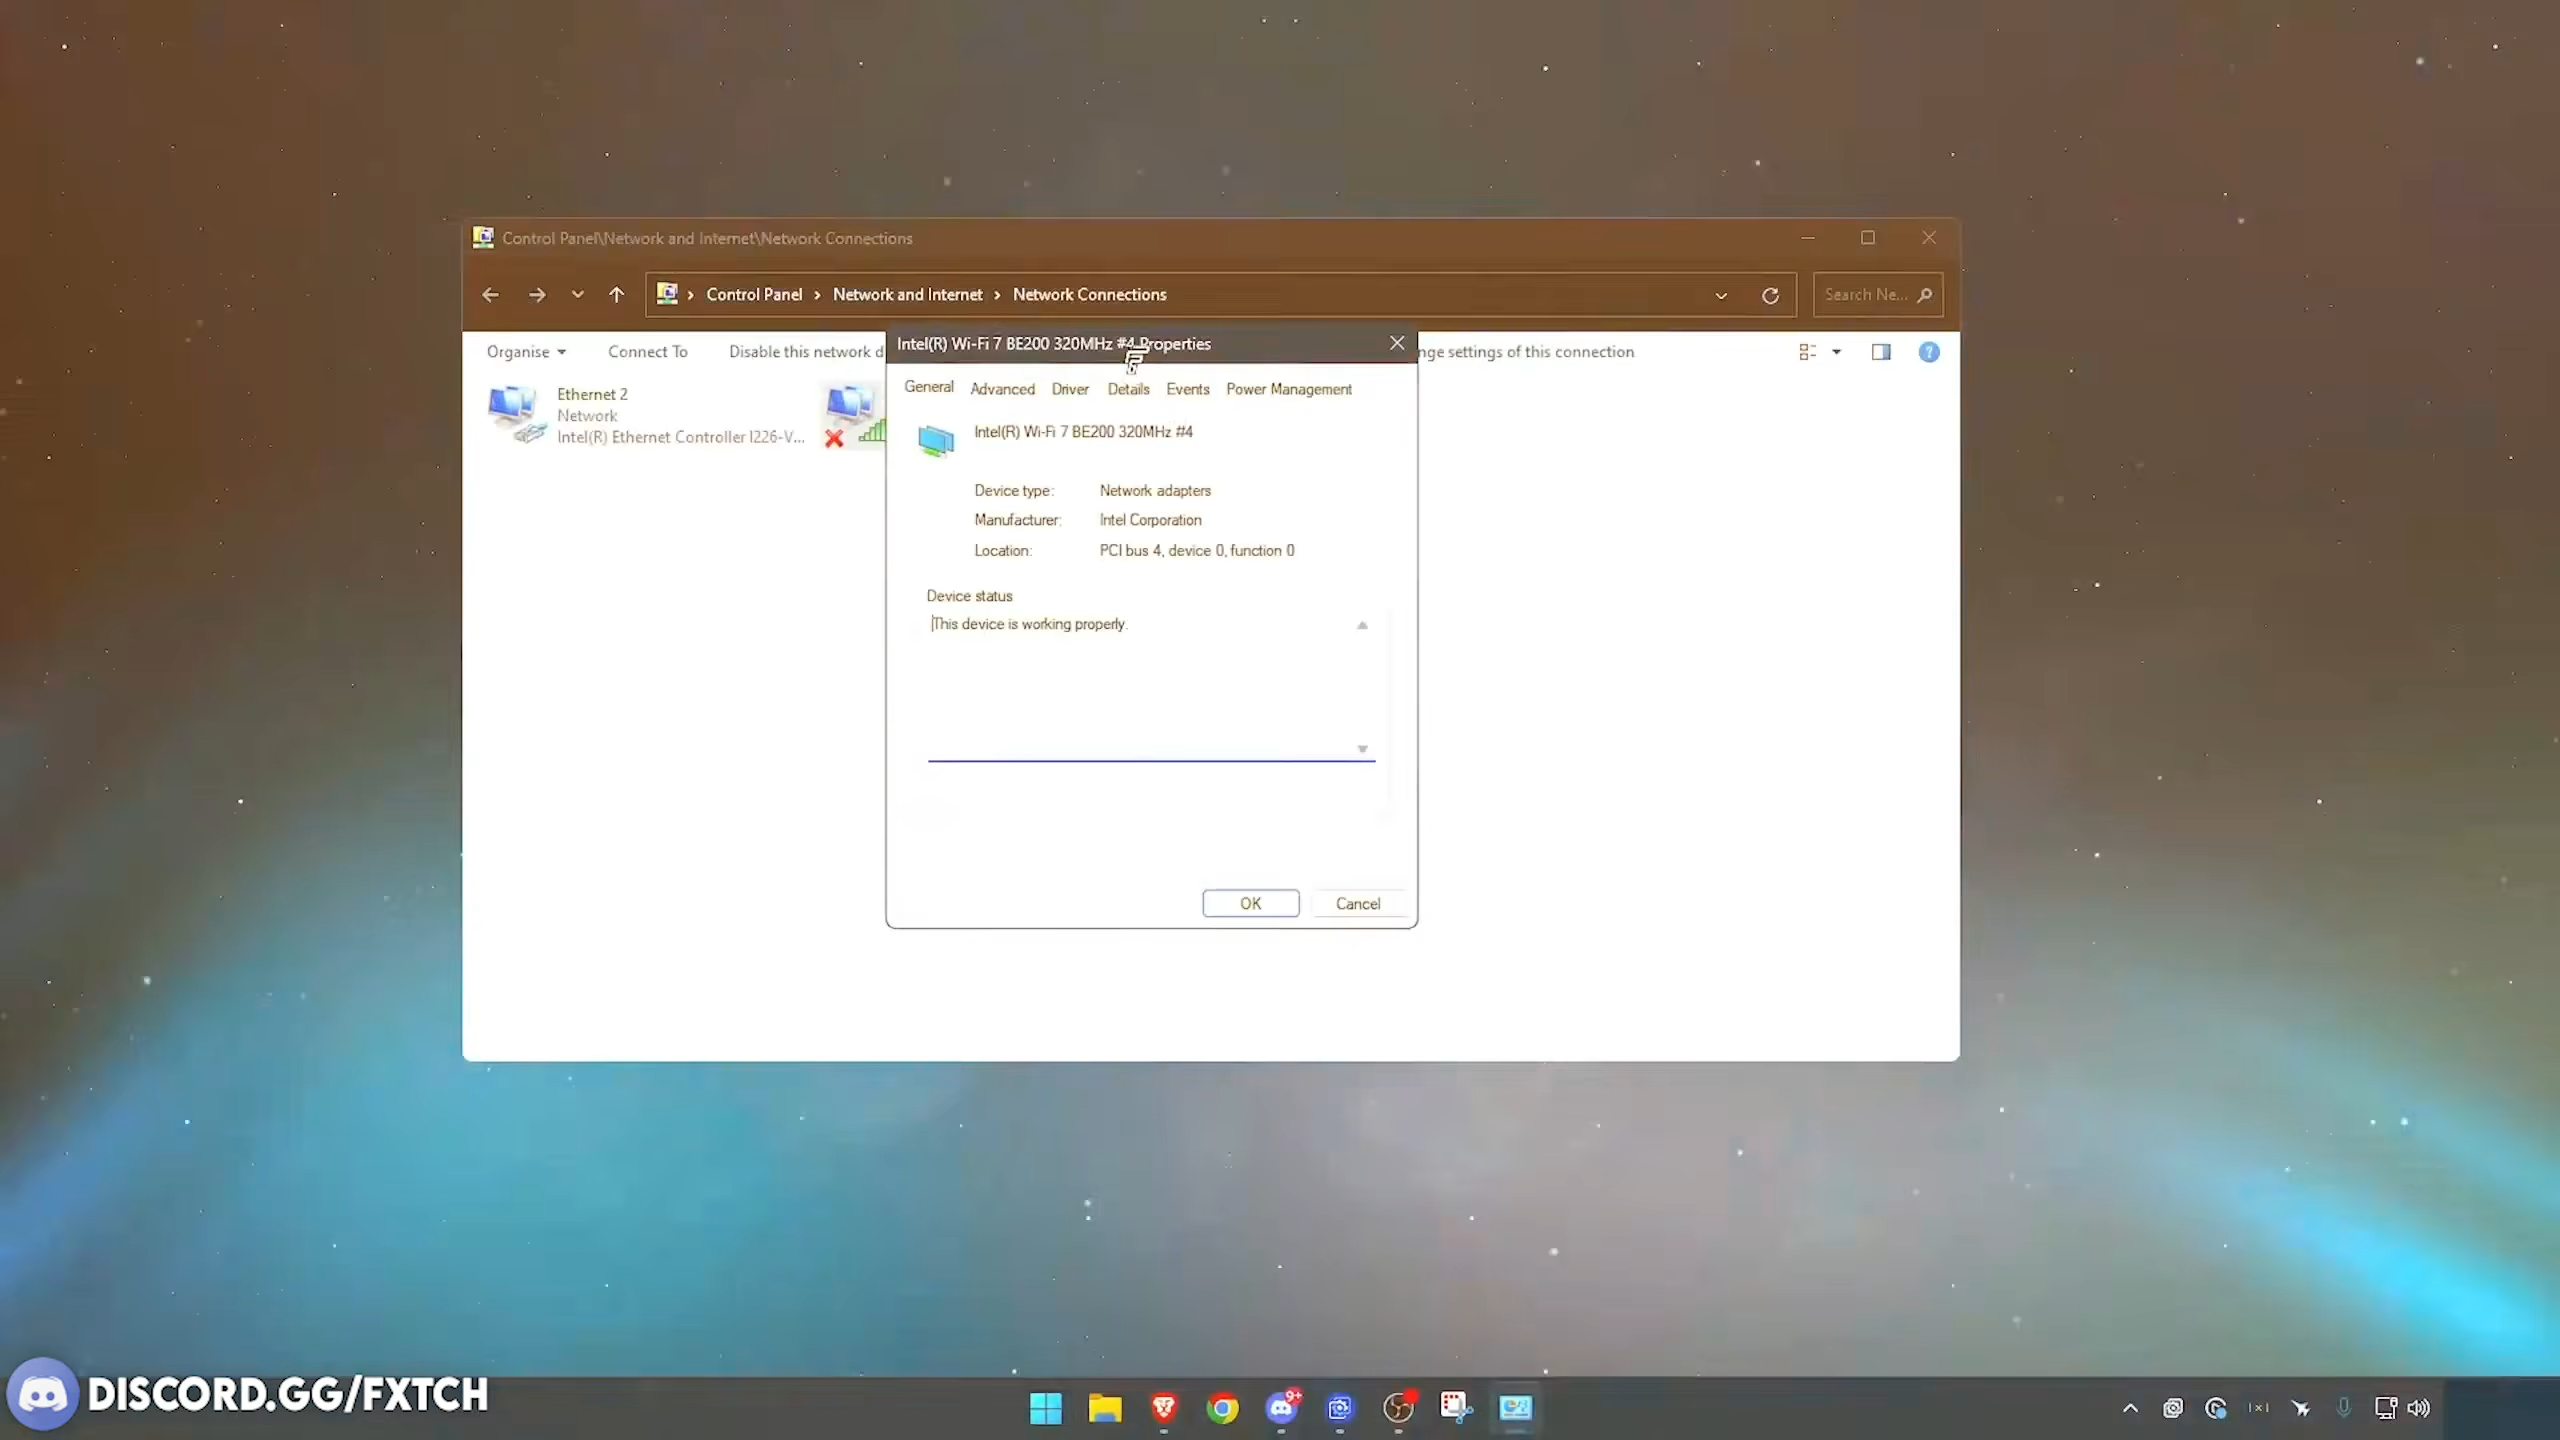 Control Panel\Network and Internet\Network Connections
Control Panel > Network and Internet > Network Connections
Search Ne...
Organise
Connect To
Disable this network d
nge settings of this connection
Ethernet 2
Network
Intel(R) Ethernet Controller I226-V...
Intel(R) Wi-Fi 7 BE200 320MHz #4 Properties
General
Advanced
Driver
Details
Events
Power Management
Intel(R) Wi-Fi 7 BE200 320MHz #4
Device type: Network adapters
Manufacturer: Intel Corporation
Location: PCI bus 4, device 0, function 0
Device status
This device is working properly.
OK
Cancel
DISCORD.GG/FXTCH
9+